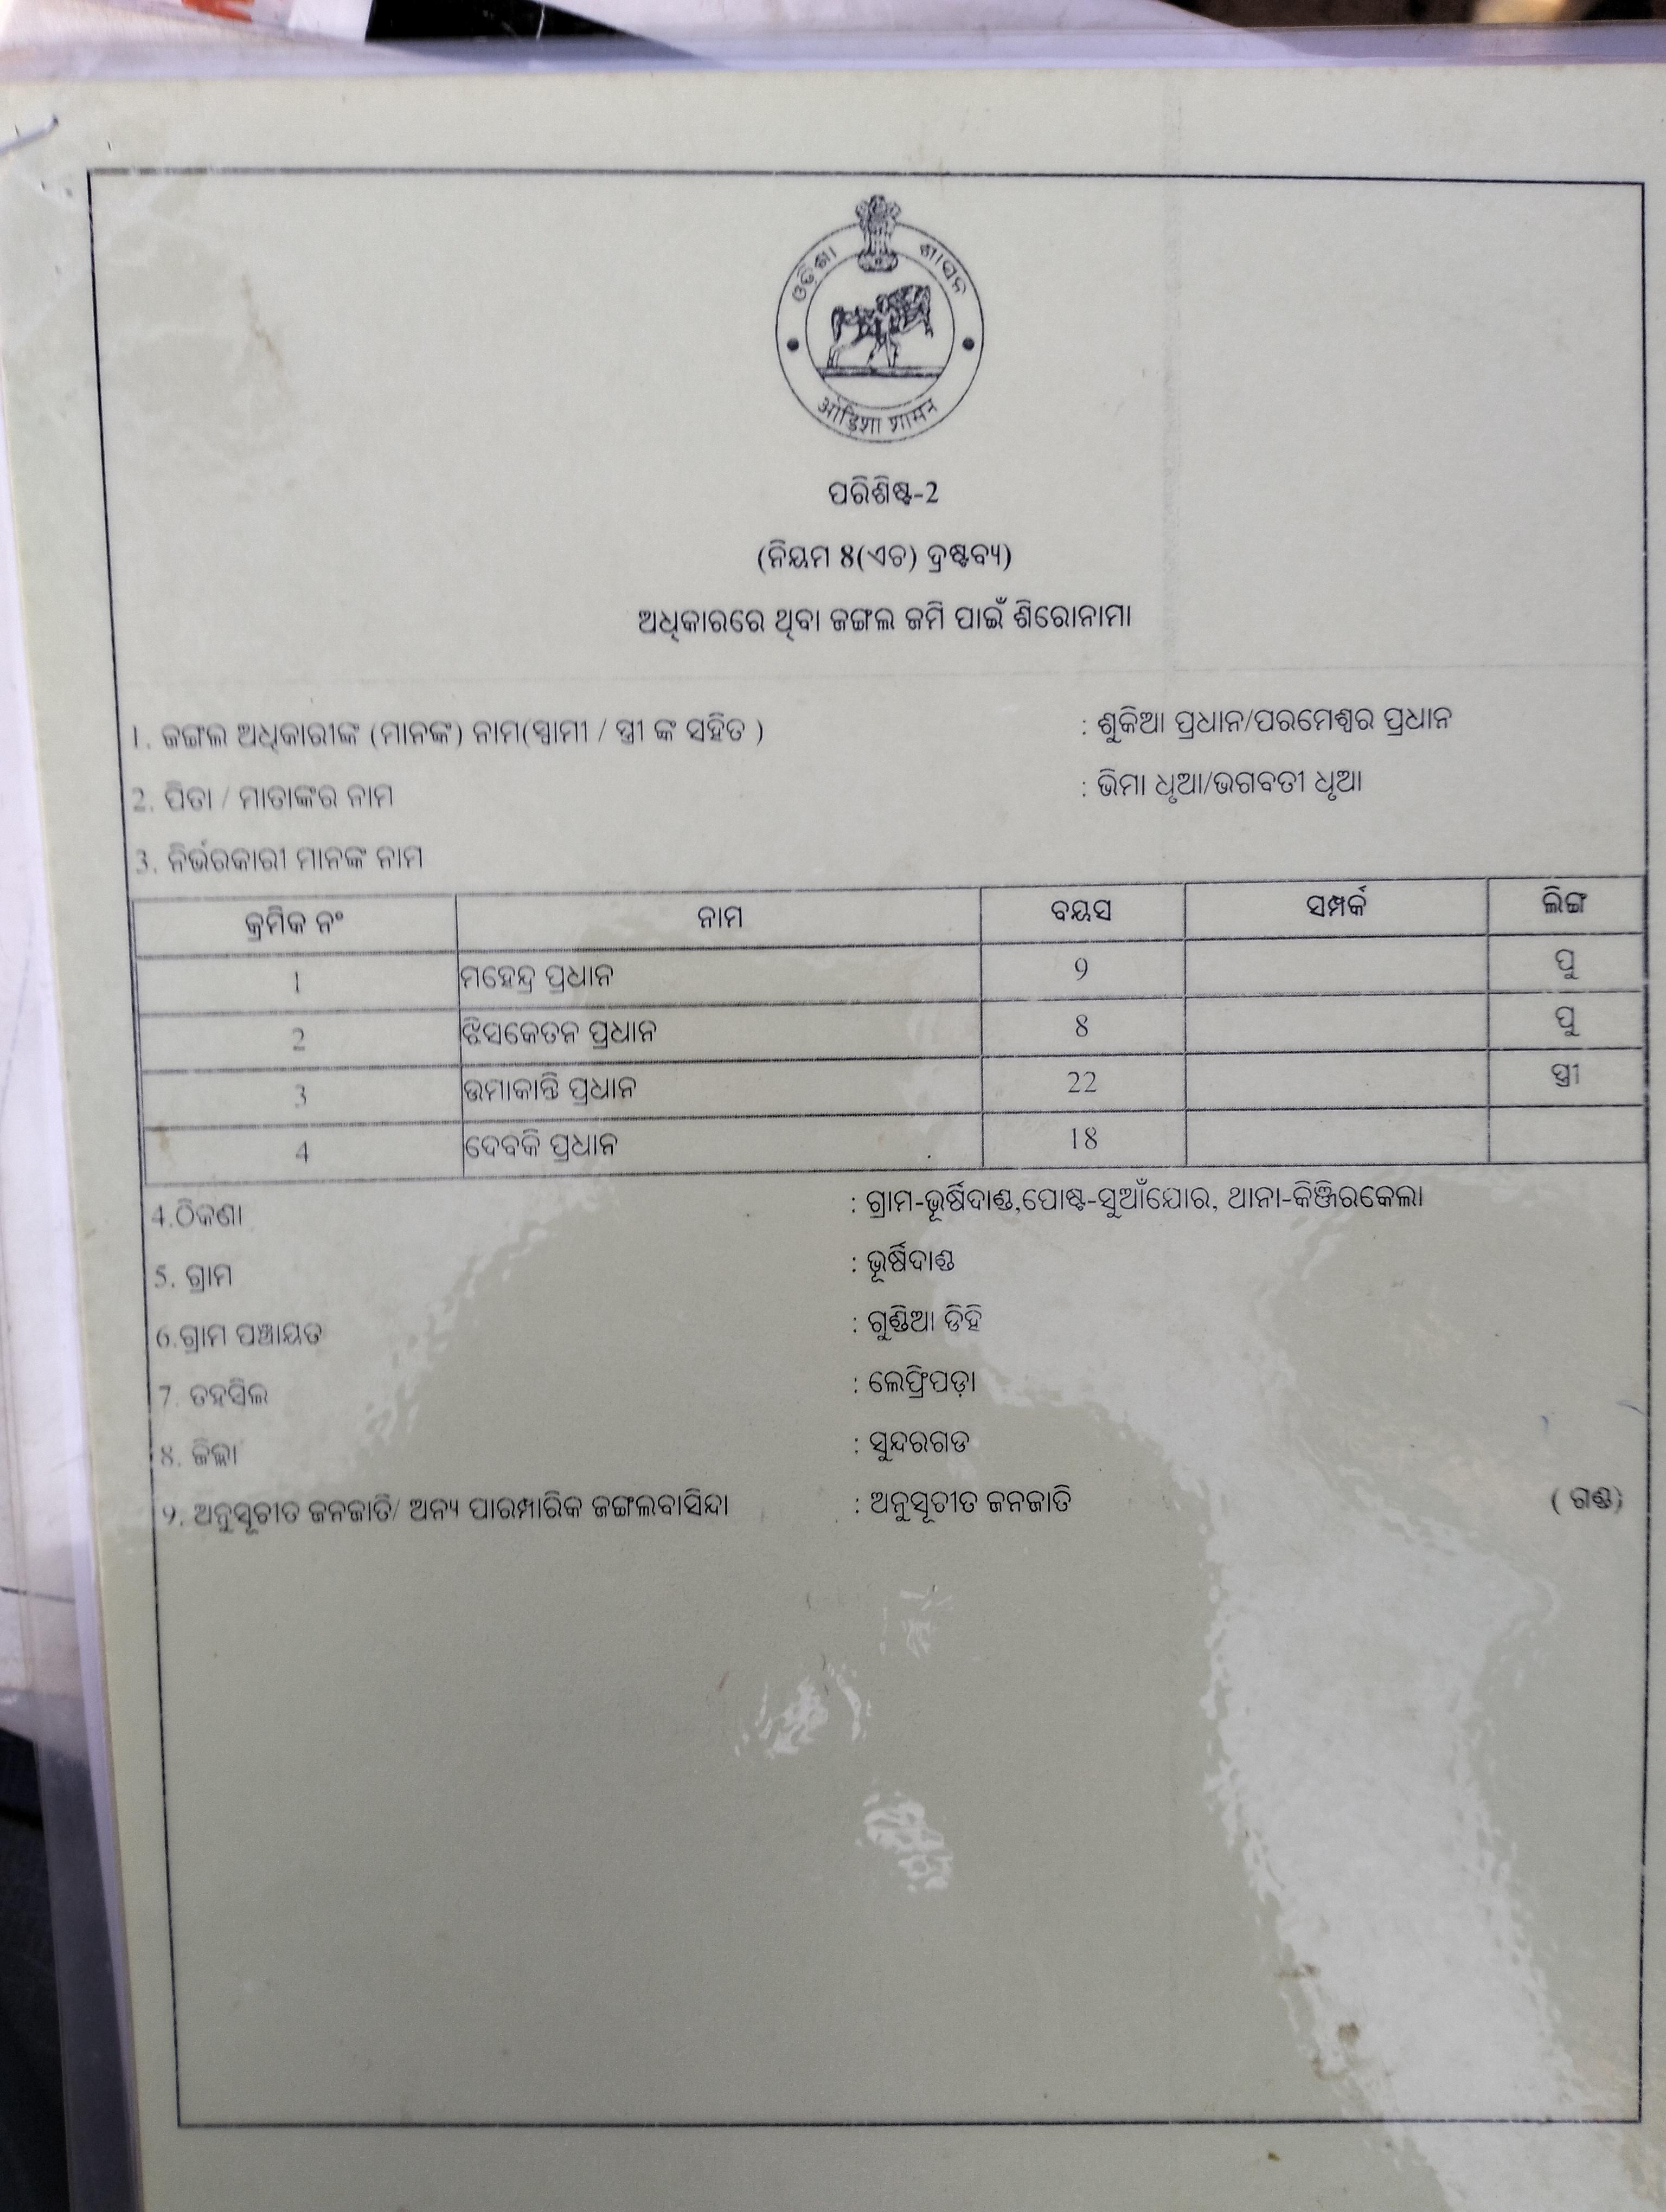 ଓଡ଼ିଶା ଶାସନ
ओड़िशा शासन
ପରିଶିଷ୍ଟ-2
(ନିୟମ 8(ଏଚ) ଦ୍ରଷ୍ଟବ୍ୟ)
ଅଧିକାରରେ ଥିବା ଜଙ୍ଗଲ ଜମି ପାଇଁ ଶିରୋନାମା
1. ଜଙ୍ଗଲ ଅଧିକାରୀଙ୍କ (ମାନଙ୍କ) ନାମ(ସ୍ଵାମୀ / ସ୍ତ୍ରୀ ଙ୍କ ସହିତ ) : ଶୁକିଆ ପ୍ରଧାନ/ପରମେଶ୍ଵର ପ୍ରଧାନ
2. ପିତା / ମାତାଙ୍କର ନାମ : ଭିମା ଧୃଆ/ଭଗବତୀ ଧୃଆ
3. ନିର୍ଭରକାରୀ ମାନଙ୍କ ନାମ
କ୍ରମିକ ନଂ ନାମ ବୟସ ସମ୍ପର୍କ ଲିଙ୍ଗ
1 ମହେନ୍ଦ୍ର ପ୍ରଧାନ 9 ପୁ
2 ଝିସକେତନ ପ୍ରଧାନ 8 ପୁ
3 ଉମାକାନ୍ତି ପ୍ରଧାନ 22 ସ୍ତ୍ରୀ
4 ଦେବକି ପ୍ରଧାନ 18
4.ଠିକଣା : ଗ୍ରାମ-ଭୂର୍ଷିଦାଣ୍ଡ,ପୋଷ୍ଟ-ସୁଆଁଯୋର, ଥାନା-କିଞ୍ଜିରକେଲା
5. ଗ୍ରାମ : ଭୂର୍ଷିଦାଣ୍ଡ
6.ଗ୍ରାମ ପଞ୍ଚାୟତ : ଗୁଣ୍ଡିଆ ଡିହି
7. ତହସିଲ : ଲେଫ୍ରିପଡ଼ା
8. ଜିଲ୍ଲା : ସୁନ୍ଦରଗଡ
9. ଅନୁସୂଚୀତ ଜନଜାତି/ ଅନ୍ୟ ପାରମ୍ପାରିକ ଜଙ୍ଗଲବାସିନ୍ଦା : ଅନୁସୂଚୀତ ଜନଜାତି ( ଗଣ୍ଡ)